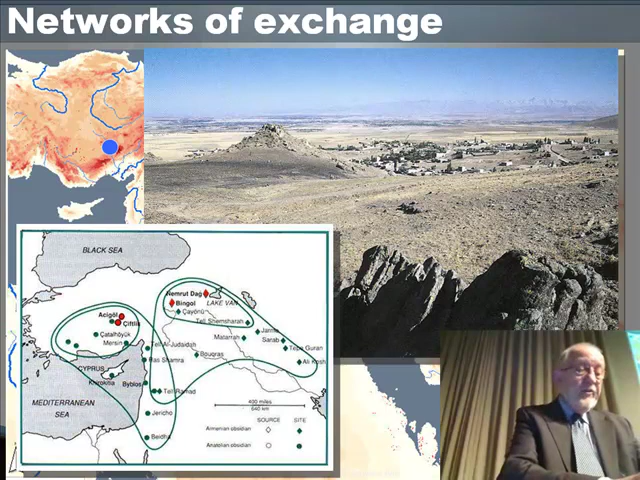 Networks of exchange
BLACK SEA
Nemrut Dağ
LAKE VAN
Bingol
Çayönü
Acigöl
Çiftlik
Tell Shemsharah
Çatalhöyük
Jarmo
Matarrah
Sarab
Mersin
Tell Al-Judaidah
Tepe Guran
Bouqras
Ras Shamra
Ali Kosh
CYPRUS
Khirokitia
Byblos
Tell Ramad
400 miles
640 km
MEDITERRANEAN
SEA
Jericho
SOURCE
SITE
Armenian obsidian
Anatolian obsidian
Beidha